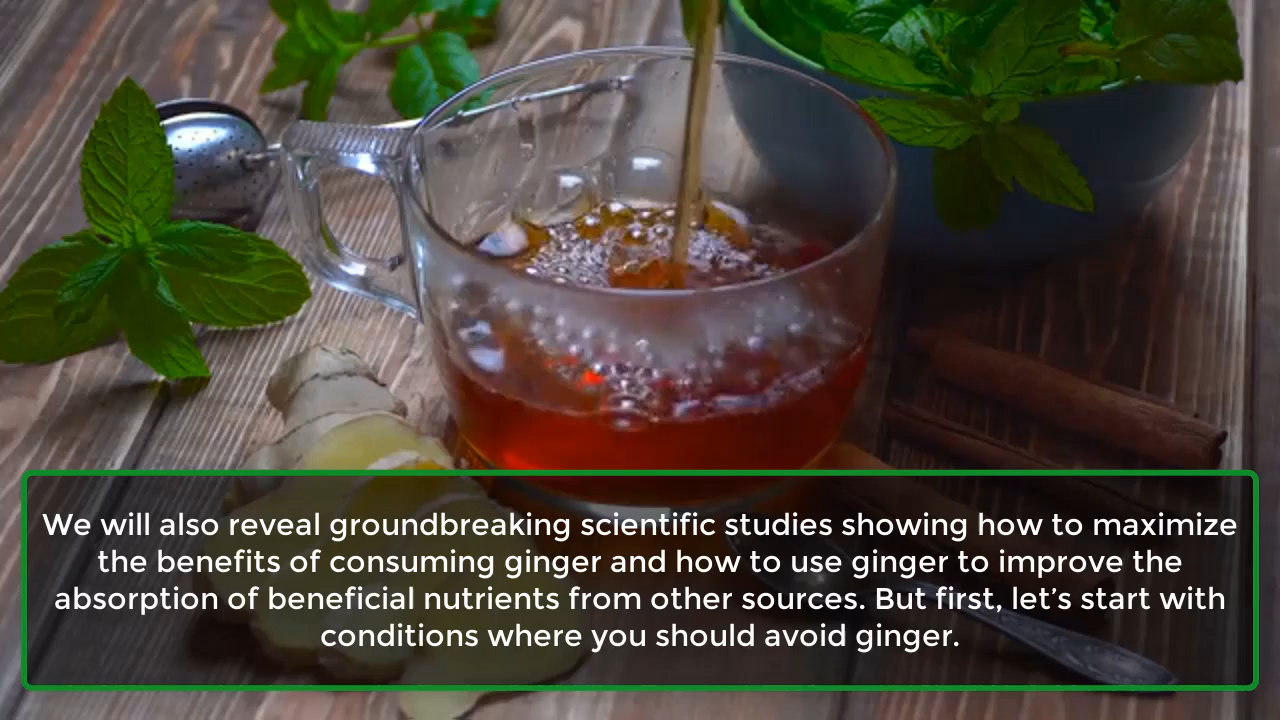 We will also reveal groundbreaking scientific studies showing how to maximize
the benefits of consuming ginger and how to use ginger to improve the
absorption of beneficial nutrients from other sources. But first, let’s start with
conditions where you should avoid ginger.